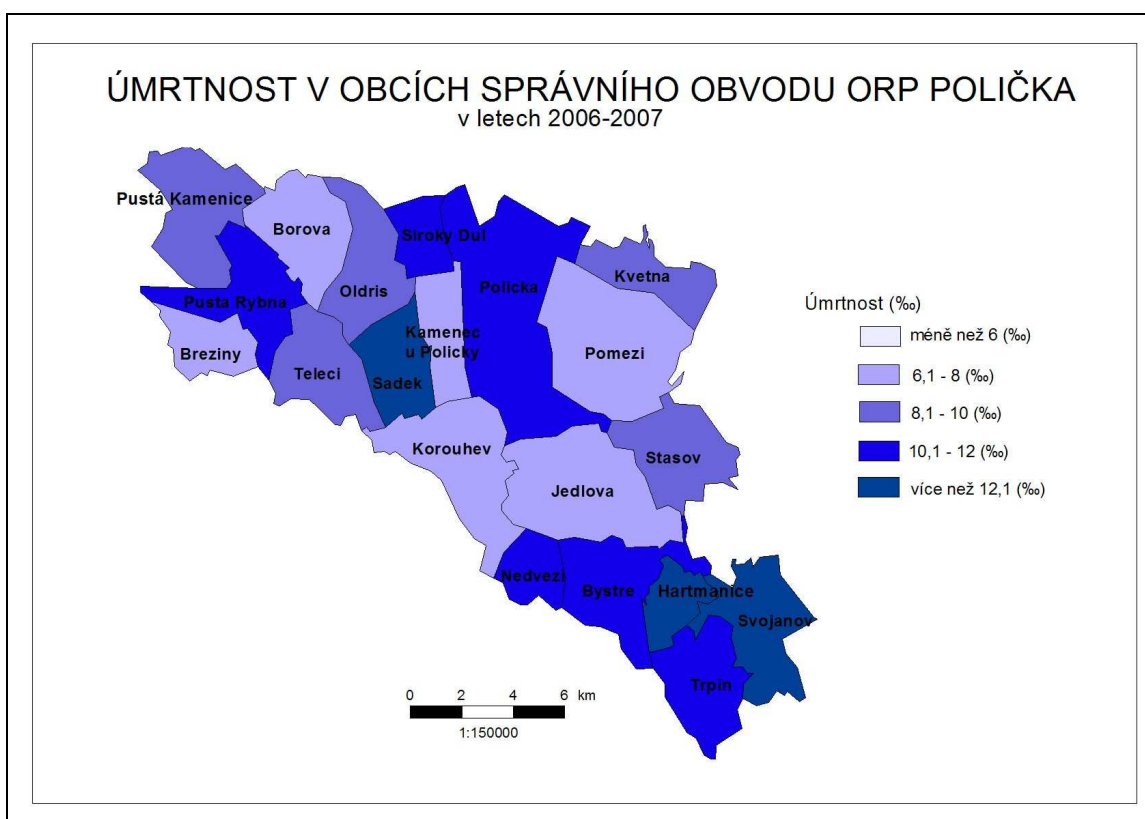 ÚMRTNOST V OBCÍCH SPRÁVNÍHO OBVODU ORP POLIČKA
v letech 2006-2007
Pustá Kamenice
Borova
Siroky Dul
Kvetna
Oldris
Policka
Pusta Rybna
Kamenec
u Policky
Breziny
Pomezi
Teleci
Sadek
Korouhev
Stasov
Jedlova
Nedvezi
Bystre
Hartmanice
Svojanov
Trpin
Úmrtnost (‰)
méně než 6 (‰)
6,1 - 8 (‰)
8,1 - 10 (‰)
10,1 - 12 (‰)
více než 12,1 (‰)
0 2 4 6 km
1:150000